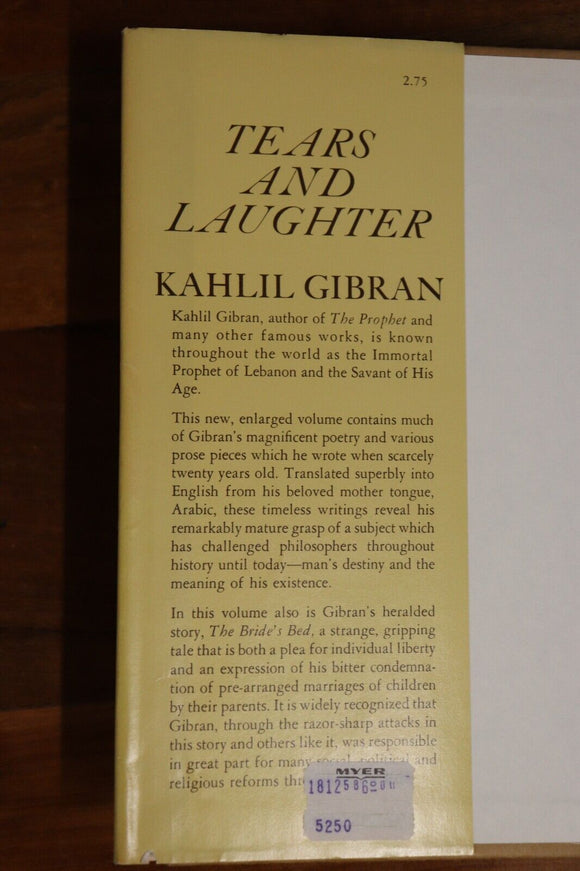 2.75
TEARS
AND
LAUGHTER
KAHLIL GIBRAN
Kahlil Gibran, author of The Prophet and
many other famous works, is known
throughout the world as the Immortal
Prophet of Lebanon and the Savant of His
Age.
This new, enlarged volume contains much
of Gibran's magnificent poetry and various
prose pieces which he wrote when scarcely
twenty years old. Translated superbly into
English from his beloved mother tongue,
Arabic, these timeless writings reveal his
remarkably mature grasp of a subject which
has challenged philosophers throughout
history until today—man's destiny and the
meaning of his existence.
In this volume also is Gibran's heralded
story, The Bride's Bed, a strange, gripping
tale that is both a plea for individual liberty
and an expression of his bitter condemna-
tion of pre-arranged marriages of children
by their parents. It is widely recognized that
Gibran, through the razor-sharp attacks in
this story and others like it, was responsible
in great part for many social, political and
religious reforms
MYER
5250